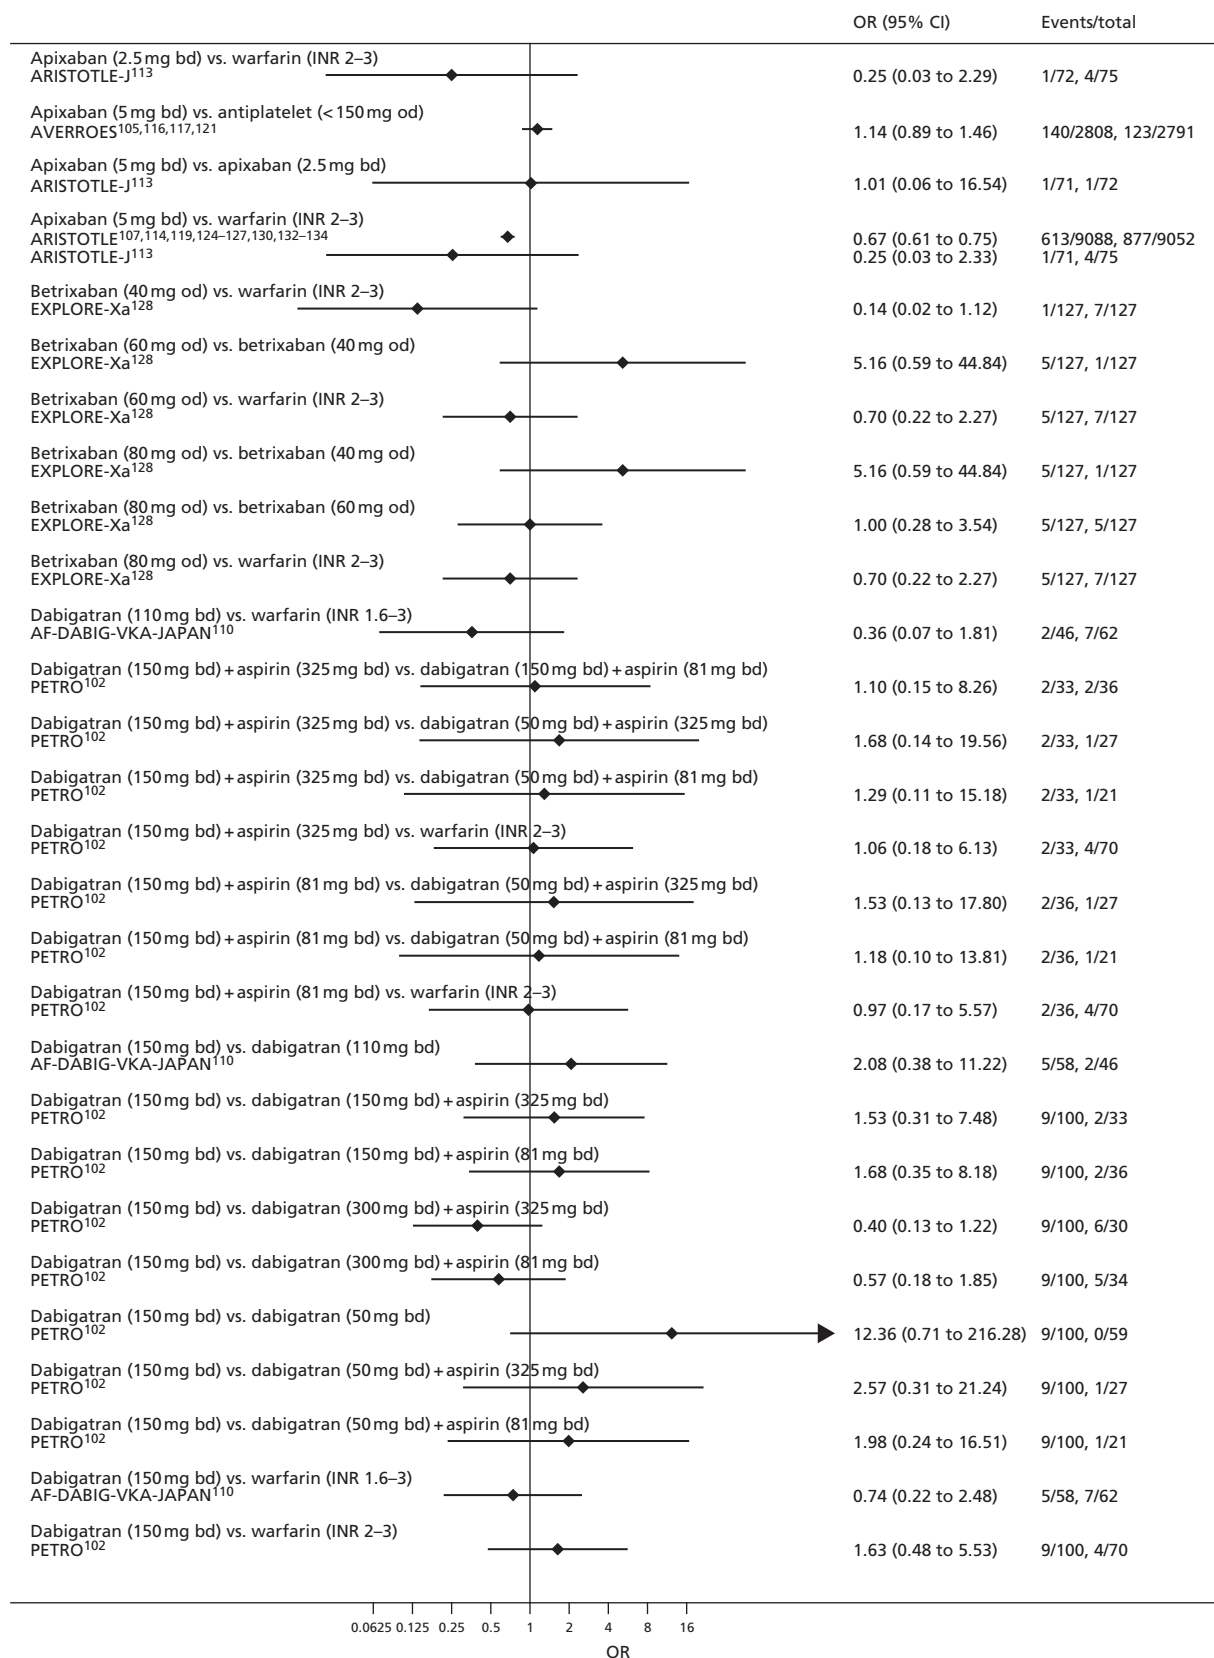 OR (95% CI) Events/total
Apixaban (2.5 mg bd) vs. warfarin (INR 2–3)
ARISTOTLE-J113 0.25 (0.03 to 2.29) 1/72, 4/75
Apixaban (5 mg bd) vs. antiplatelet (< 150 mg od)
AVERROES105,116,117,121 1.14 (0.89 to 1.46) 140/2808, 123/2791
Apixaban (5 mg bd) vs. apixaban (2.5 mg bd)
ARISTOTLE-J113 1.01 (0.06 to 16.54) 1/71, 1/72
Apixaban (5 mg bd) vs. warfarin (INR 2–3)
ARISTOTLE107,114,119,124–127,130,132–134 0.67 (0.61 to 0.75) 613/9088, 877/9052
ARISTOTLE-J113 0.25 (0.03 to 2.33) 1/71, 4/75
Betrixaban (40 mg od) vs. warfarin (INR 2–3)
EXPLORE-Xa128 0.14 (0.02 to 1.12) 1/127, 7/127
Betrixaban (60 mg od) vs. betrixaban (40 mg od)
EXPLORE-Xa128 5.16 (0.59 to 44.84) 5/127, 1/127
Betrixaban (60 mg od) vs. warfarin (INR 2–3)
EXPLORE-Xa128 0.70 (0.22 to 2.27) 5/127, 7/127
Betrixaban (80 mg od) vs. betrixaban (40 mg od)
EXPLORE-Xa128 5.16 (0.59 to 44.84) 5/127, 1/127
Betrixaban (80 mg od) vs. betrixaban (60 mg od)
EXPLORE-Xa128 1.00 (0.28 to 3.54) 5/127, 5/127
Betrixaban (80 mg od) vs. warfarin (INR 2–3)
EXPLORE-Xa128 0.70 (0.22 to 2.27) 5/127, 7/127
Dabigatran (110 mg bd) vs. warfarin (INR 1.6–3)
AF-DABIG-VKA-JAPAN110 0.36 (0.07 to 1.81) 2/46, 7/62
Dabigatran (150 mg bd) + aspirin (325 mg bd) vs. dabigatran (150 mg bd) + aspirin (81 mg bd)
PETRO102 1.10 (0.15 to 8.26) 2/33, 2/36
Dabigatran (150 mg bd) + aspirin (325 mg bd) vs. dabigatran (50 mg bd) + aspirin (325 mg bd)
PETRO102 1.68 (0.14 to 19.56) 2/33, 1/27
Dabigatran (150 mg bd) + aspirin (325 mg bd) vs. dabigatran (50 mg bd) + aspirin (81 mg bd)
PETRO102 1.29 (0.11 to 15.18) 2/33, 1/21
Dabigatran (150 mg bd) + aspirin (325 mg bd) vs. warfarin (INR 2–3)
PETRO102 1.06 (0.18 to 6.13) 2/33, 4/70
Dabigatran (150 mg bd) + aspirin (81 mg bd) vs. dabigatran (50 mg bd) + aspirin (325 mg bd)
PETRO102 1.53 (0.13 to 17.80) 2/36, 1/27
Dabigatran (150 mg bd) + aspirin (81 mg bd) vs. dabigatran (50 mg bd) + aspirin (81 mg bd)
PETRO102 1.18 (0.10 to 13.81) 2/36, 1/21
Dabigatran (150 mg bd) + aspirin (81 mg bd) vs. warfarin (INR 2–3)
PETRO102 0.97 (0.17 to 5.57) 2/36, 4/70
Dabigatran (150 mg bd) vs. dabigatran (110 mg bd)
AF-DABIG-VKA-JAPAN110 2.08 (0.38 to 11.22) 5/58, 2/46
Dabigatran (150 mg bd) vs. dabigatran (150 mg bd) + aspirin (325 mg bd)
PETRO102 1.53 (0.31 to 7.48) 9/100, 2/33
Dabigatran (150 mg bd) vs. dabigatran (150 mg bd) + aspirin (81 mg bd)
PETRO102 1.68 (0.35 to 8.18) 9/100, 2/36
Dabigatran (150 mg bd) vs. dabigatran (300 mg bd) + aspirin (325 mg bd)
PETRO102 0.40 (0.13 to 1.22) 9/100, 6/30
Dabigatran (150 mg bd) vs. dabigatran (300 mg bd) + aspirin (81 mg bd)
PETRO102 0.57 (0.18 to 1.85) 9/100, 5/34
Dabigatran (150 mg bd) vs. dabigatran (50 mg bd)
PETRO102 12.36 (0.71 to 216.28) 9/100, 0/59
Dabigatran (150 mg bd) vs. dabigatran (50 mg bd) + aspirin (325 mg bd)
PETRO102 2.57 (0.31 to 21.24) 9/100, 1/27
Dabigatran (150 mg bd) vs. dabigatran (50 mg bd) + aspirin (81 mg bd)
PETRO102 1.98 (0.24 to 16.51) 9/100, 1/21
Dabigatran (150 mg bd) vs. warfarin (INR 1.6–3)
AF-DABIG-VKA-JAPAN110 0.74 (0.22 to 2.48) 5/58, 7/62
Dabigatran (150 mg bd) vs. warfarin (INR 2–3)
PETRO102 1.63 (0.48 to 5.53) 9/100, 4/70
0.0625 0.125 0.25 0.5 1 2 4 8 16
OR